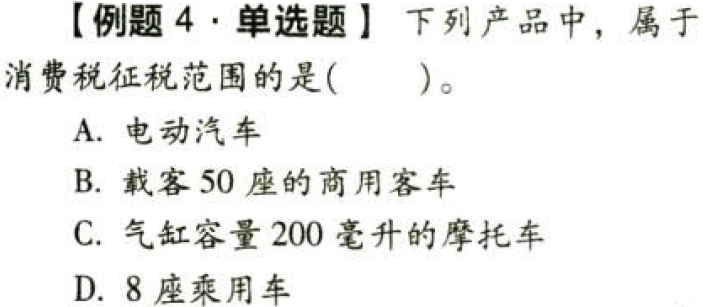 【例题 4·单选题】 下列产品中，属于
消费税征税范围的是(　　)。
A. 电动汽车
B. 载客 50 座的商用客车
C. 气缸容量 200 毫升的摩托车
D. 8 座乘用车